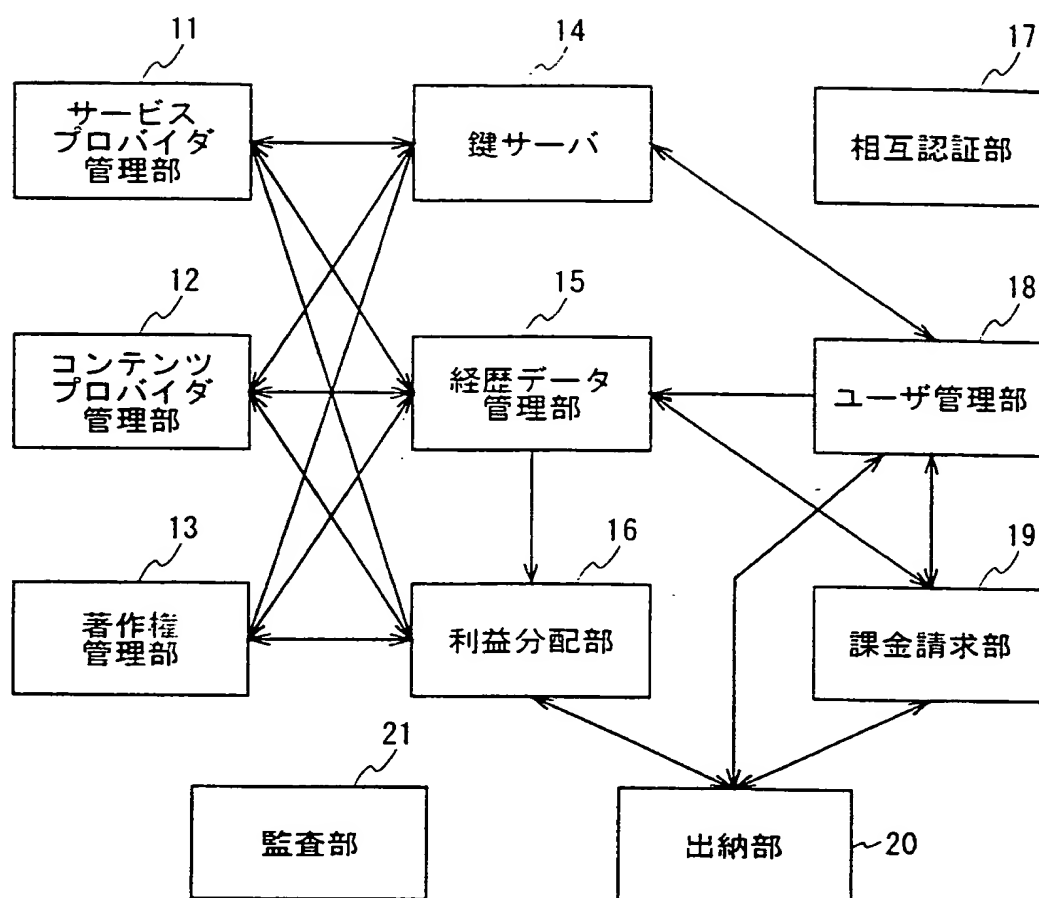 11
サービス
プロバイダ
管理部
14
鍵サーバ
17
相互認証部
12
コンテンツ
プロバイダ
管理部
15
経歴データ
管理部
18
ユーザ管理部
13
著作権
管理部
16
利益分配部
19
課金請求部
21
監査部
出納部
20